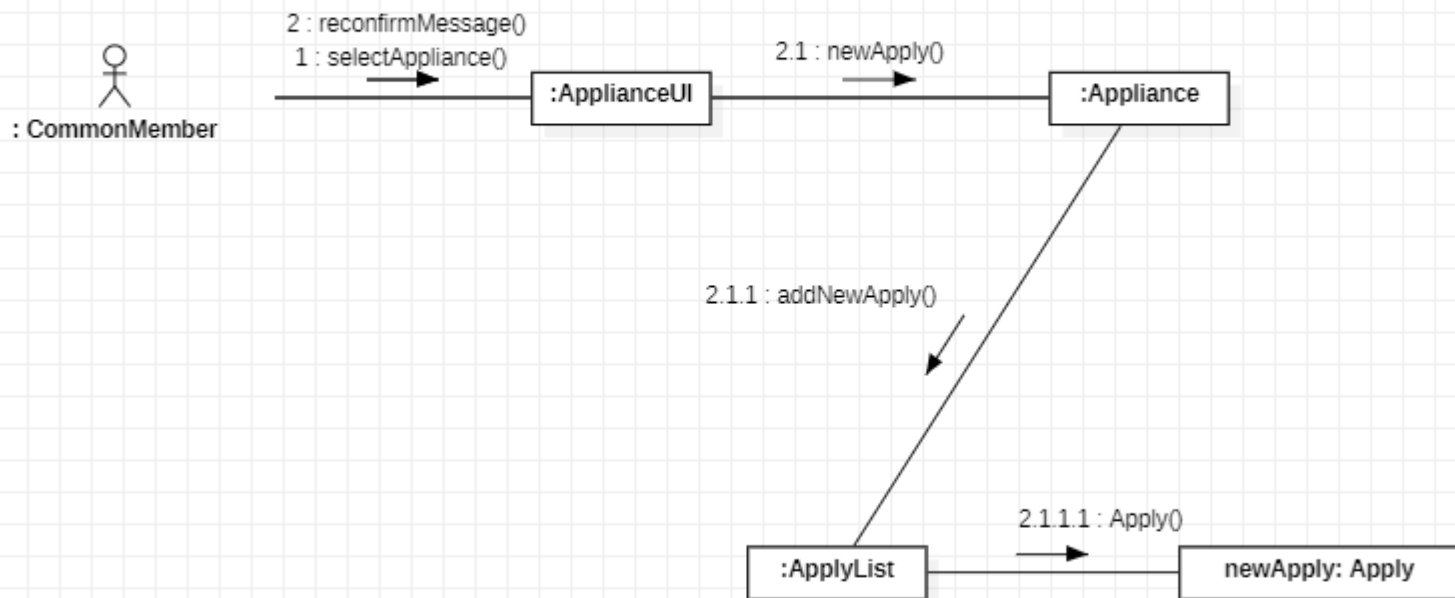 2 : reconfirmMessage()
1 : selectAppliance()
2.1 : newApply()
:ApplianceUI
:Appliance
: CommonMember
2.1.1 : addNewApply()
2.1.1.1 : Apply()
:ApplyList
newApply: Apply